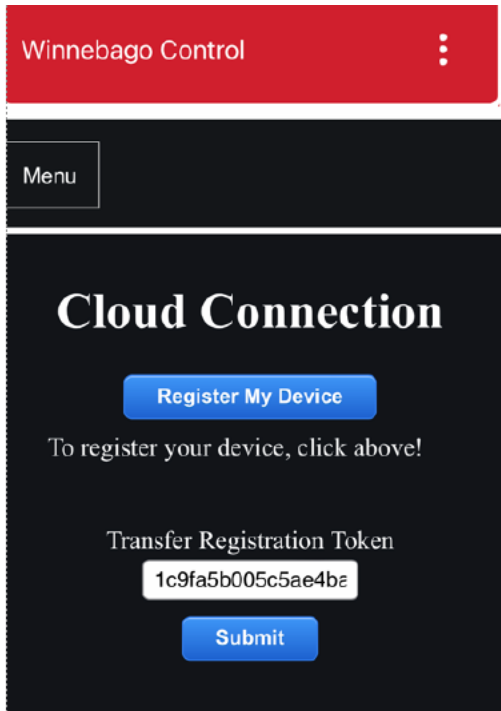 Winnebago Control
Menu
Cloud Connection
Register My Device
To register your device, click above!
Transfer Registration Token
1c9fa5b005c5ae4ba
Submit